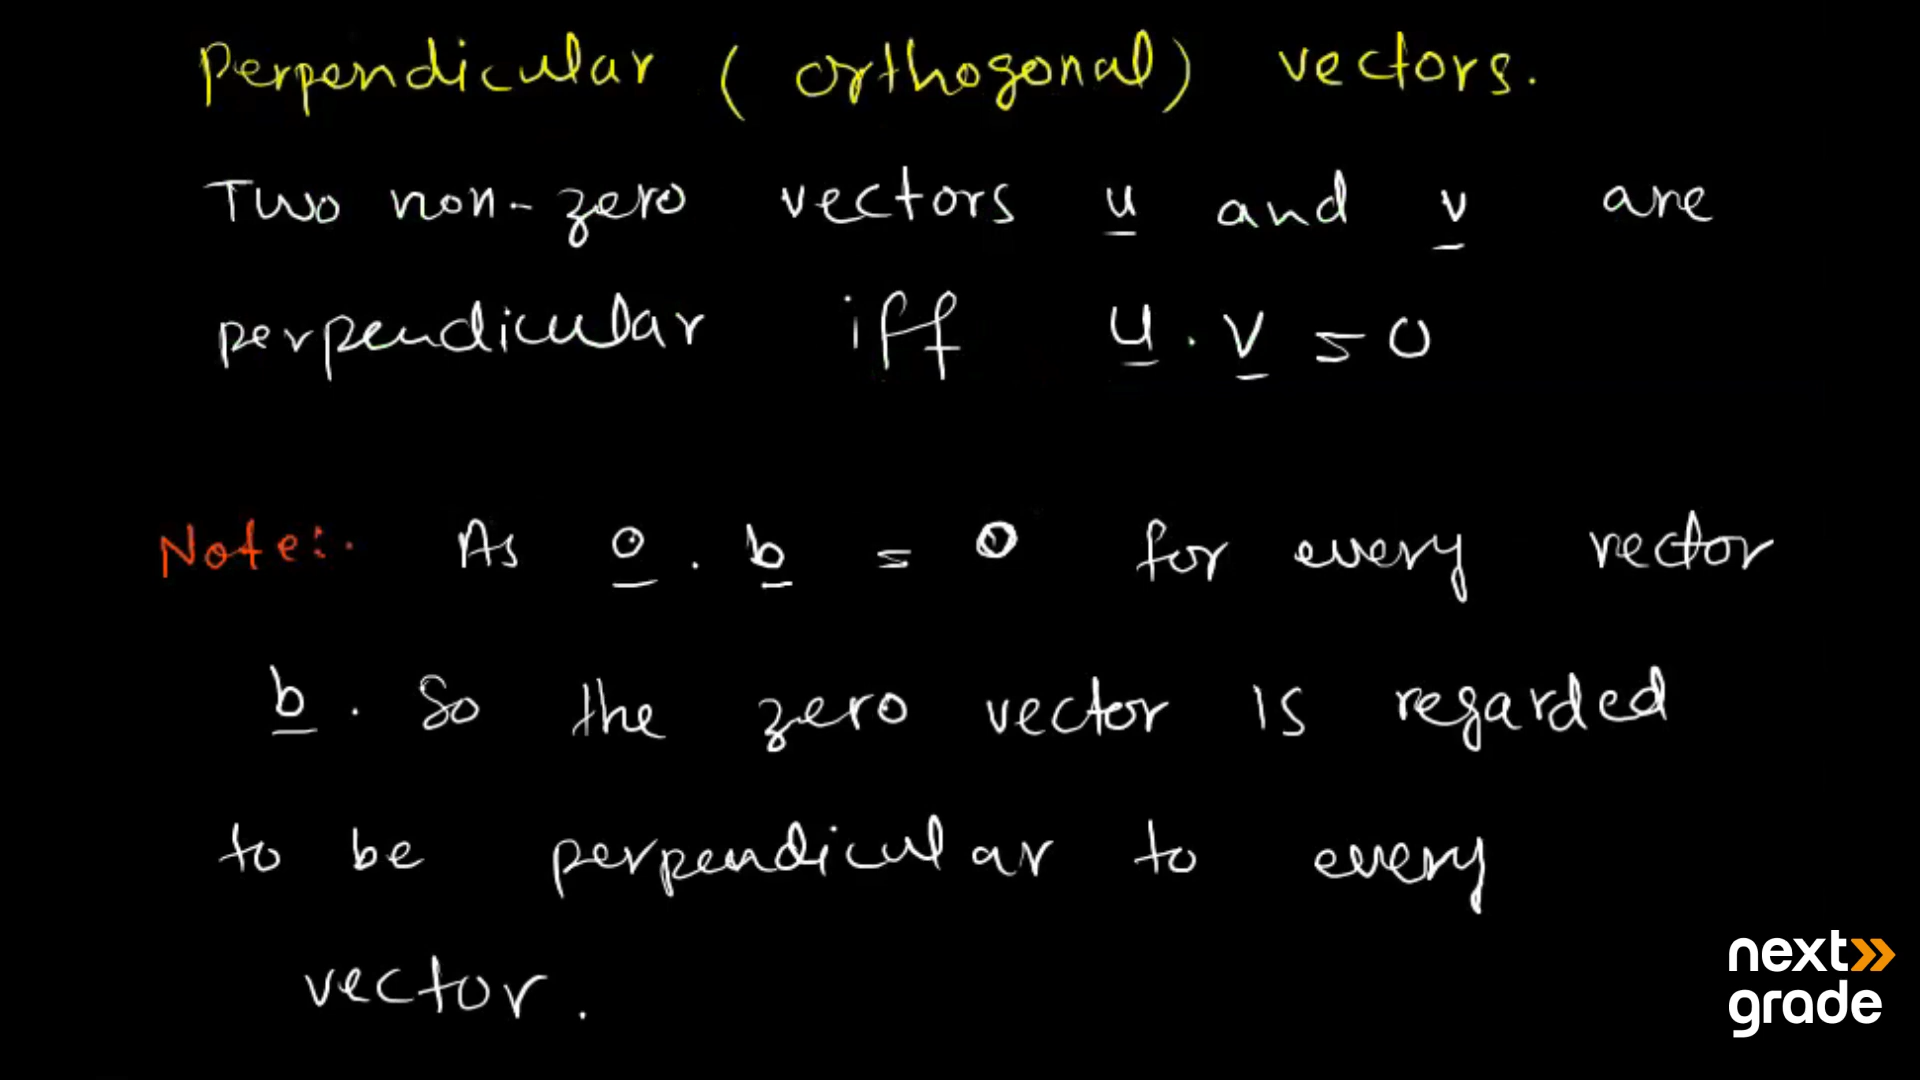 Perpendicular (orthogonal) vectors.
Two non-zero vectors u and v are
perpendicular iff u . v = 0
Note:. As 0 . b = 0 for every vector
b . So the zero vector is regarded
to be perpendicular to every
vector.
next
grade